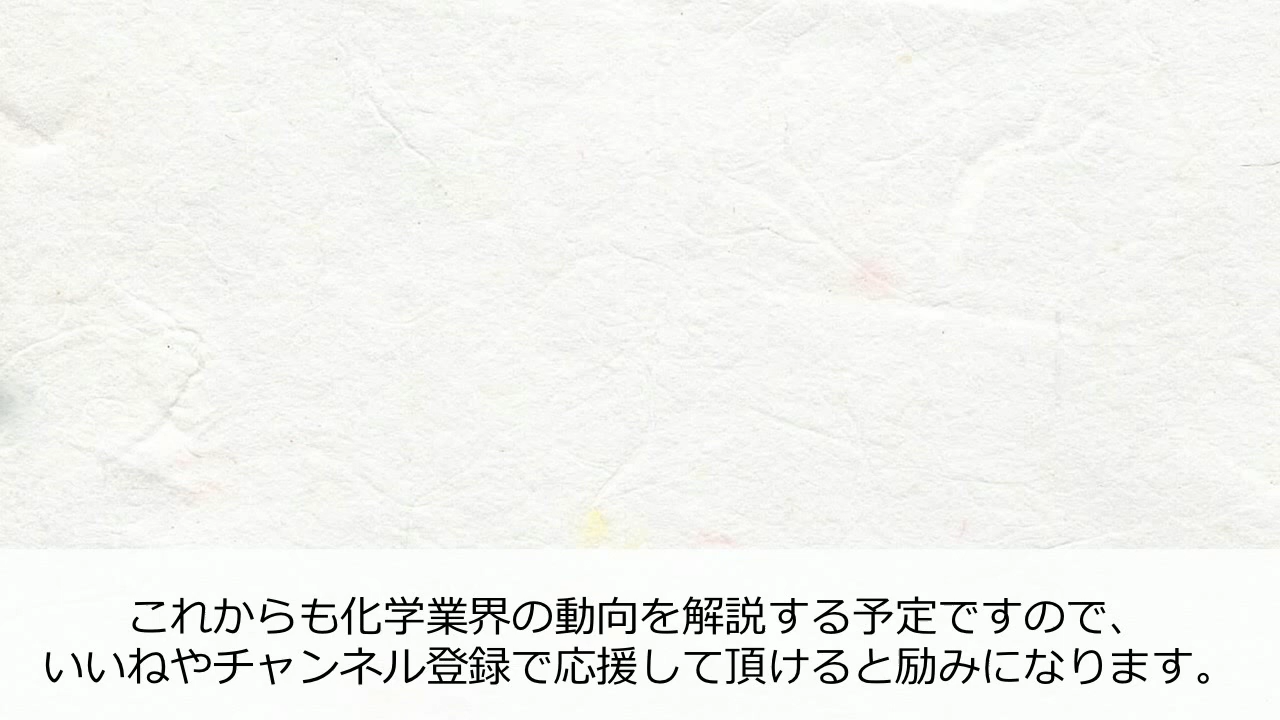 これからも化学業界の動向を解説する予定ですので、
いいねやチャンネル登録で応援して頂けると励みになります。